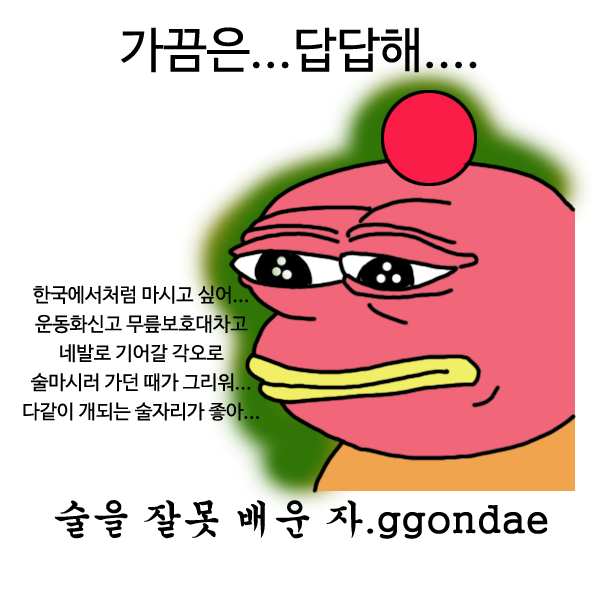 가끔은...답답해....
한국에서처럼 마시고 싶어...
운동화신고 무릎보호대차고
네발로 기어갈 각오로
술마시러 가던 때가 그리워...
다같이 개되는 술자리가 좋아...
술을 잘못 배운 자.ggondae